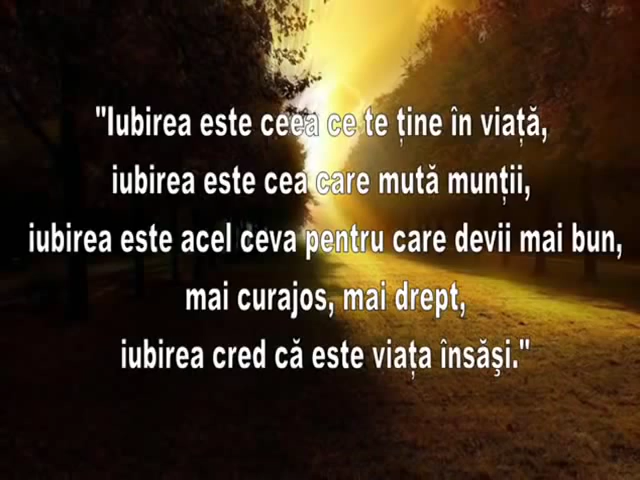 "Iubirea este ceea ce te ține în viață,
iubirea este cea care mută munții,
iubirea este acel ceva pentru care devii mai bun,
mai curajos, mai drept,
iubirea cred că este viața însăşi."